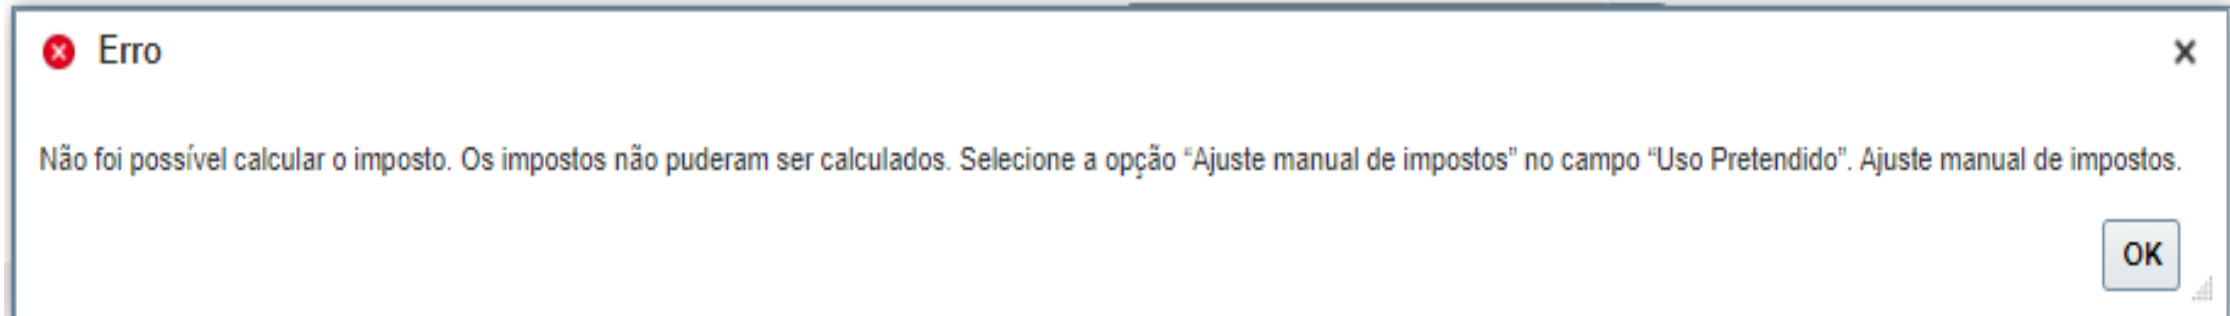 Erro
Não foi possível calcular o imposto. Os impostos não puderam ser calculados. Selecione a opção “Ajuste manual de impostos” no campo “Uso Pretendido”. Ajuste manual de impostos.
OK